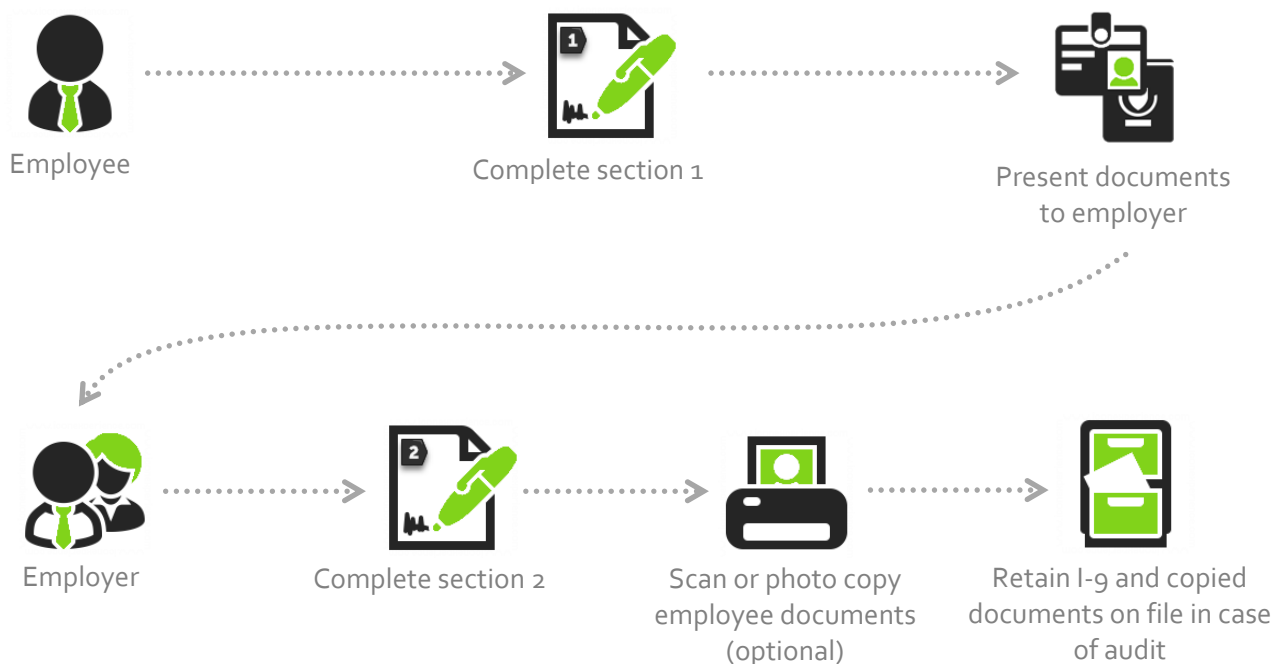 1
Employee
Complete section 1
Present documents
to employer
2
Employer
Complete section 2
Scan or photo copy
employee documents
(optional)
Retain I-9 and copied
documents on file in case
of audit